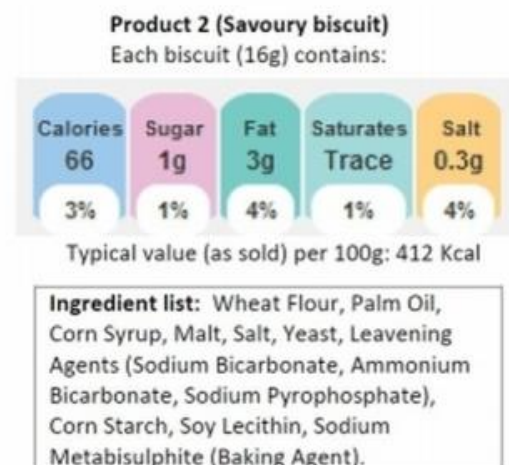 Product 2 (Savoury biscuit)
Each biscuit (16g) contains:
Calories Sugar Fat Saturates Salt
66 1g 3g Trace 0.3g
3% 1% 4% 1% 4%
Typical value (as sold) per 100g: 412 Kcal
Ingredient list: Wheat Flour, Palm Oil,
Corn Syrup, Malt, Salt, Yeast, Leavening
Agents (Sodium Bicarbonate, Ammonium
Bicarbonate, Sodium Pyrophosphate),
Corn Starch, Soy Lecithin, Sodium
Metabisulphite (Baking Agent).